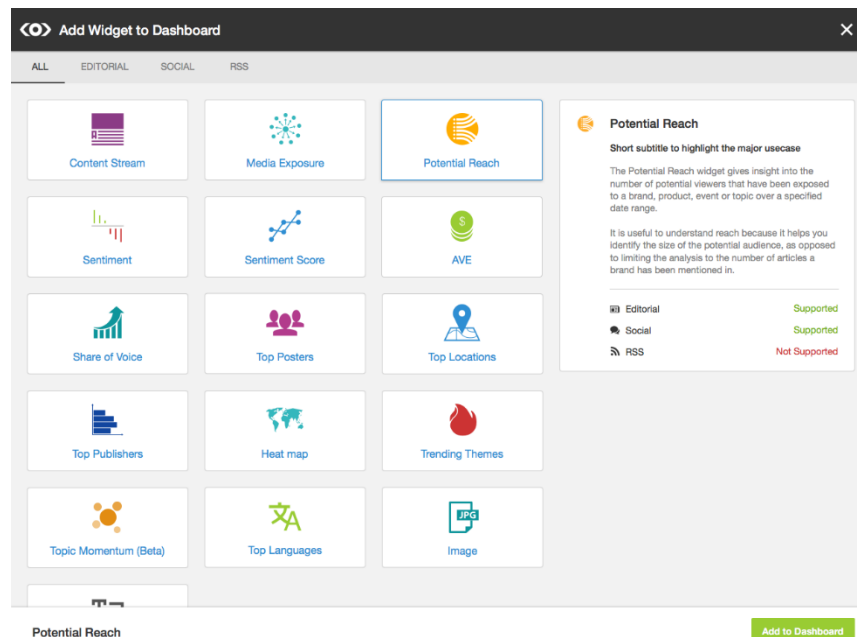 Add Widget to Dashboard
ALL EDITORIAL SOCIAL RSS
Content Stream
Media Exposure
Potential Reach
Sentiment
Sentiment Score
$
AVE
Share of Voice
Top Posters
Top Locations
Top Publishers
Heat map
Trending Themes
Topic Momentum (Beta)
文A
Top Languages
JPG
Image
Potential Reach
Short subtitle to highlight the major usecase
The Potential Reach widget gives insight into the
number of potential viewers that have been exposed
to a brand, product, event or topic over a specified
date range.
It is useful to understand reach because it helps you
identify the size of the potential audience, as opposed
to limiting the analysis to the number of articles a
brand has been mentioned in.
Editorial Supported
Social Supported
RSS Not Supported
Potential Reach
Add to Dashboard